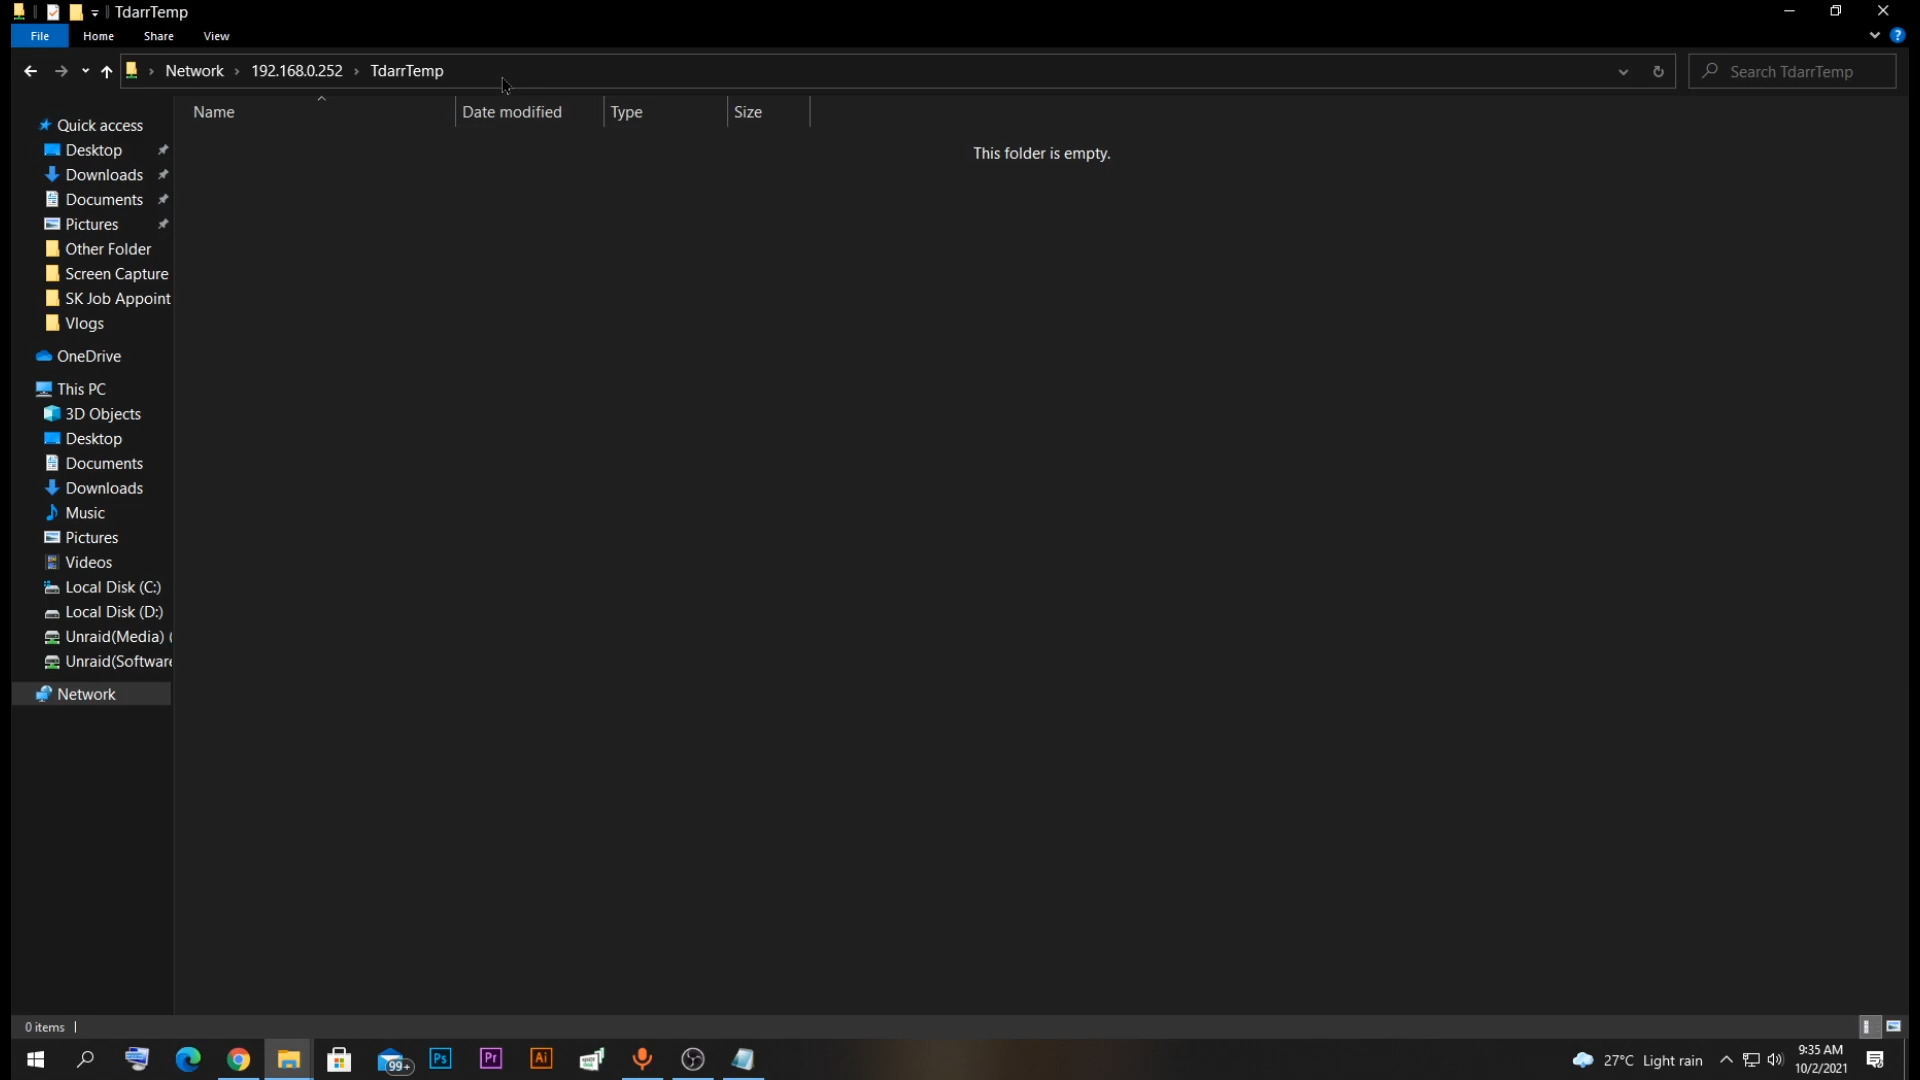 TdarrTemp
File Home Share View
Network 192.168.0.252 TdarrTemp Search TdarrTemp
Name Date modified Type Size
This folder is empty.
Quick access
Desktop
Downloads
Documents
Pictures
Other Folder
Screen Capture
SK Job Appoint
Vlogs
OneDrive
This PC
3D Objects
Desktop
Documents
Downloads
Music
Pictures
Videos
Local Disk (C:)
Local Disk (D:)
Unraid(Media) (
Unraid(Software
Network
0 items
99+ Ps Pr Ai 27°C Light rain 9:35 AM
10/2/2021